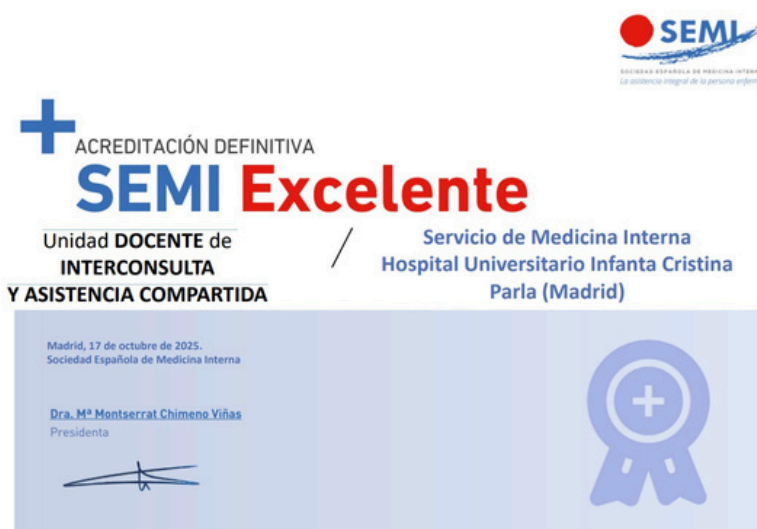 SEMI
SOCIEDAD ESPAÑOLA DE MEDICINA INTERN
La asistencia integral de la persona enferm
ACREDITACIÓN DEFINITIVA
SEMI Excelente
Unidad DOCENTE de
INTERCONSULTA
Y ASISTENCIA COMPARTIDA
/
Servicio de Medicina Interna
Hospital Universitario Infanta Cristina
Parla (Madrid)
Madrid, 17 de octubre de 2025.
Sociedad Española de Medicina Interna
Dra. Mª Montserrat Chimeno Viñas
Presidenta